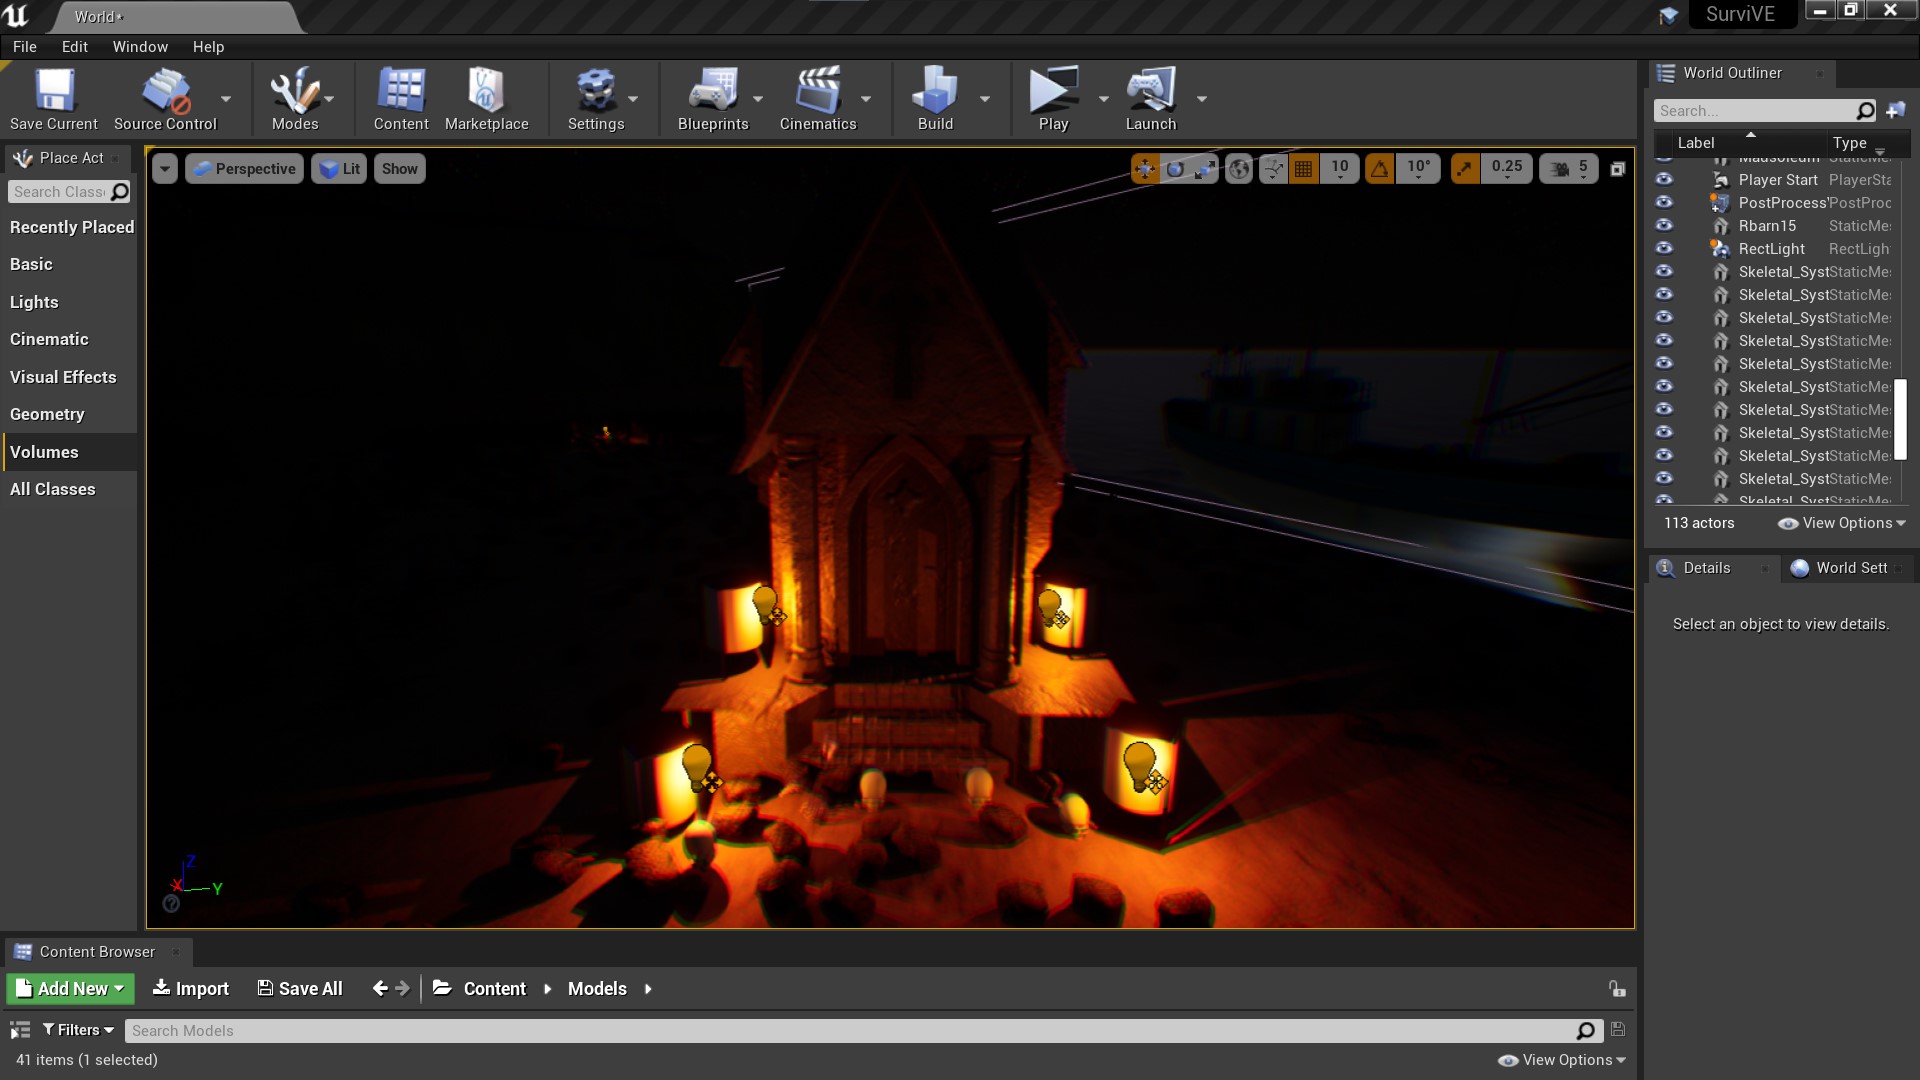 World*
SurviVE
File Edit Window Help
Save Current Source Control Modes Content Marketplace Settings Blueprints Cinematics Build Play Launch
Place Act
Search Class
Recently Placed
Basic
Lights
Cinematic
Visual Effects
Geometry
Volumes
All Classes
Perspective Lit Show
10 10° 0.25 5
Z
X Y
World Outliner
Search...
Label Type
Mausoleum StaticMe
Player Start PlayerSta
PostProcess PostProc
Rbarn15 StaticMe
RectLight RectLigh
Skeletal_Syst StaticMe
Skeletal_Syst StaticMe
Skeletal_Syst StaticMe
Skeletal_Syst StaticMe
Skeletal_Syst StaticMe
Skeletal_Syst StaticMe
Skeletal_Syst StaticMe
Skeletal_Syst StaticMe
Skeletal_Syst StaticMe
Skeletal_Syst StaticMe
Skeletal_Syst StaticMe
113 actors View Options
Details World Sett
Select an object to view details.
Content Browser
Add New Import Save All Content Models
Filters Search Models
41 items (1 selected) View Options